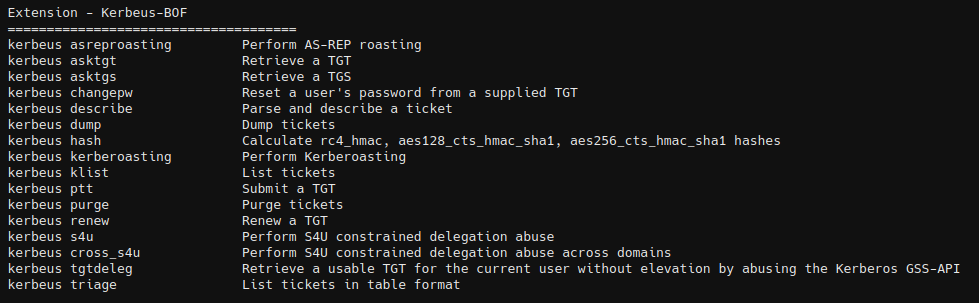 Extension - Kerbeus-BOF
=====================================
kerbeus asreproasting Perform AS-REP roasting
kerbeus asktgt Retrieve a TGT
kerbeus asktgs Retrieve a TGS
kerbeus changepw Reset a user's password from a supplied TGT
kerbeus describe Parse and describe a ticket
kerbeus dump Dump tickets
kerbeus hash Calculate rc4_hmac, aes128_cts_hmac_sha1, aes256_cts_hmac_sha1 hashes
kerbeus kerberoasting Perform Kerberoasting
kerbeus klist List tickets
kerbeus ptt Submit a TGT
kerbeus purge Purge tickets
kerbeus renew Renew a TGT
kerbeus s4u Perform S4U constrained delegation abuse
kerbeus cross_s4u Perform S4U constrained delegation abuse across domains
kerbeus tgtdeleg Retrieve a usable TGT for the current user without elevation by abusing the Kerberos GSS-API
kerbeus triage List tickets in table format